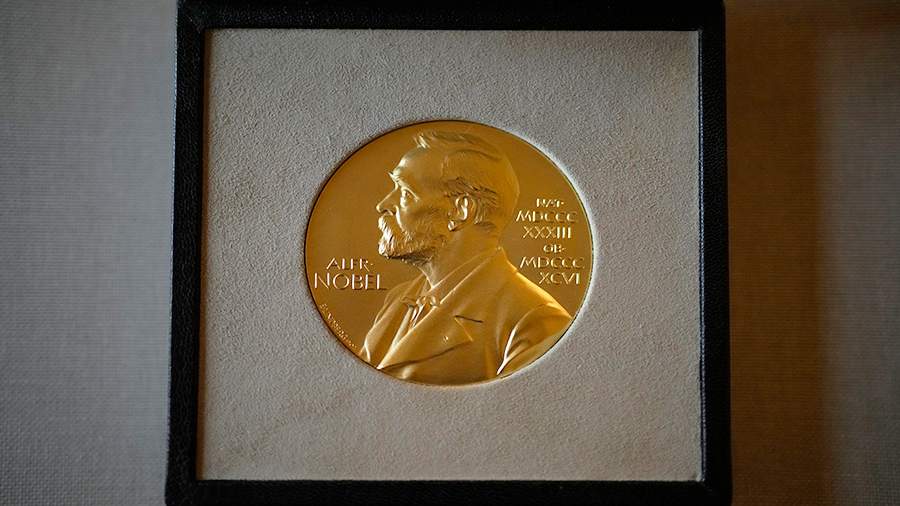 ALFR-
NOBEL
NAT-
MDCCC
XXXIII
OB-
MDCCC
XCVI